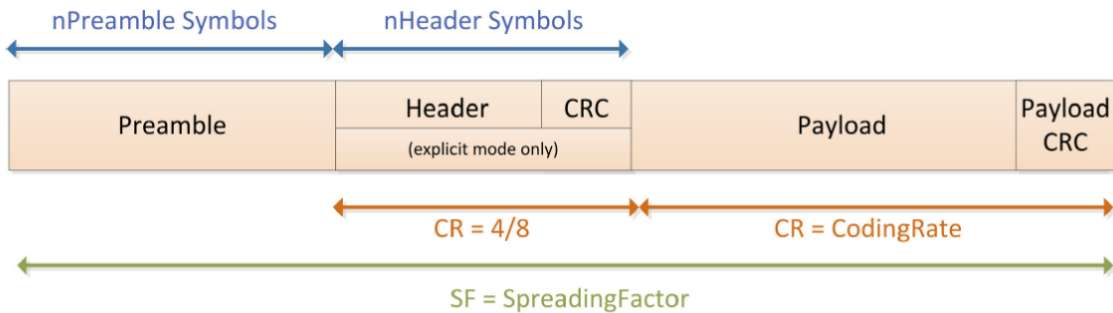 nPreamble Symbols
nHeader Symbols
Preamble
Header
CRC
(explicit mode only)
Payload
Payload
CRC
CR = 4/8
CR = CodingRate
SF = SpreadingFactor